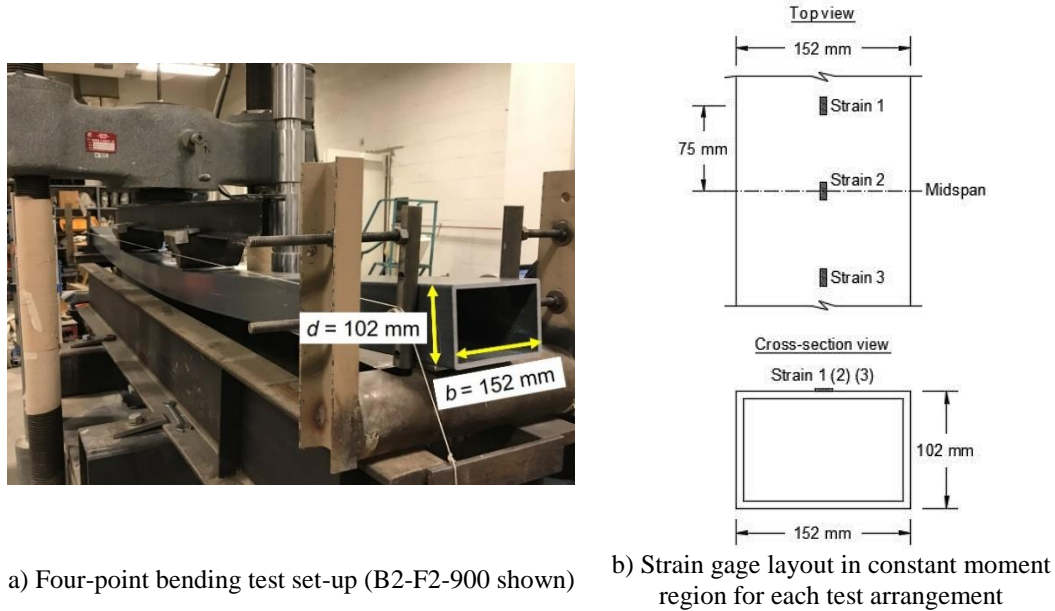 Top view
152 mm
Strain 1
75 mm
Strain 2
Midspan
Strain 3
d = 102 mm
b = 152 mm
Cross-section view
Strain 1 (2) (3)
102 mm
152 mm
a) Four-point bending test set-up (B2-F2-900 shown)
b) Strain gage layout in constant moment
region for each test arrangement